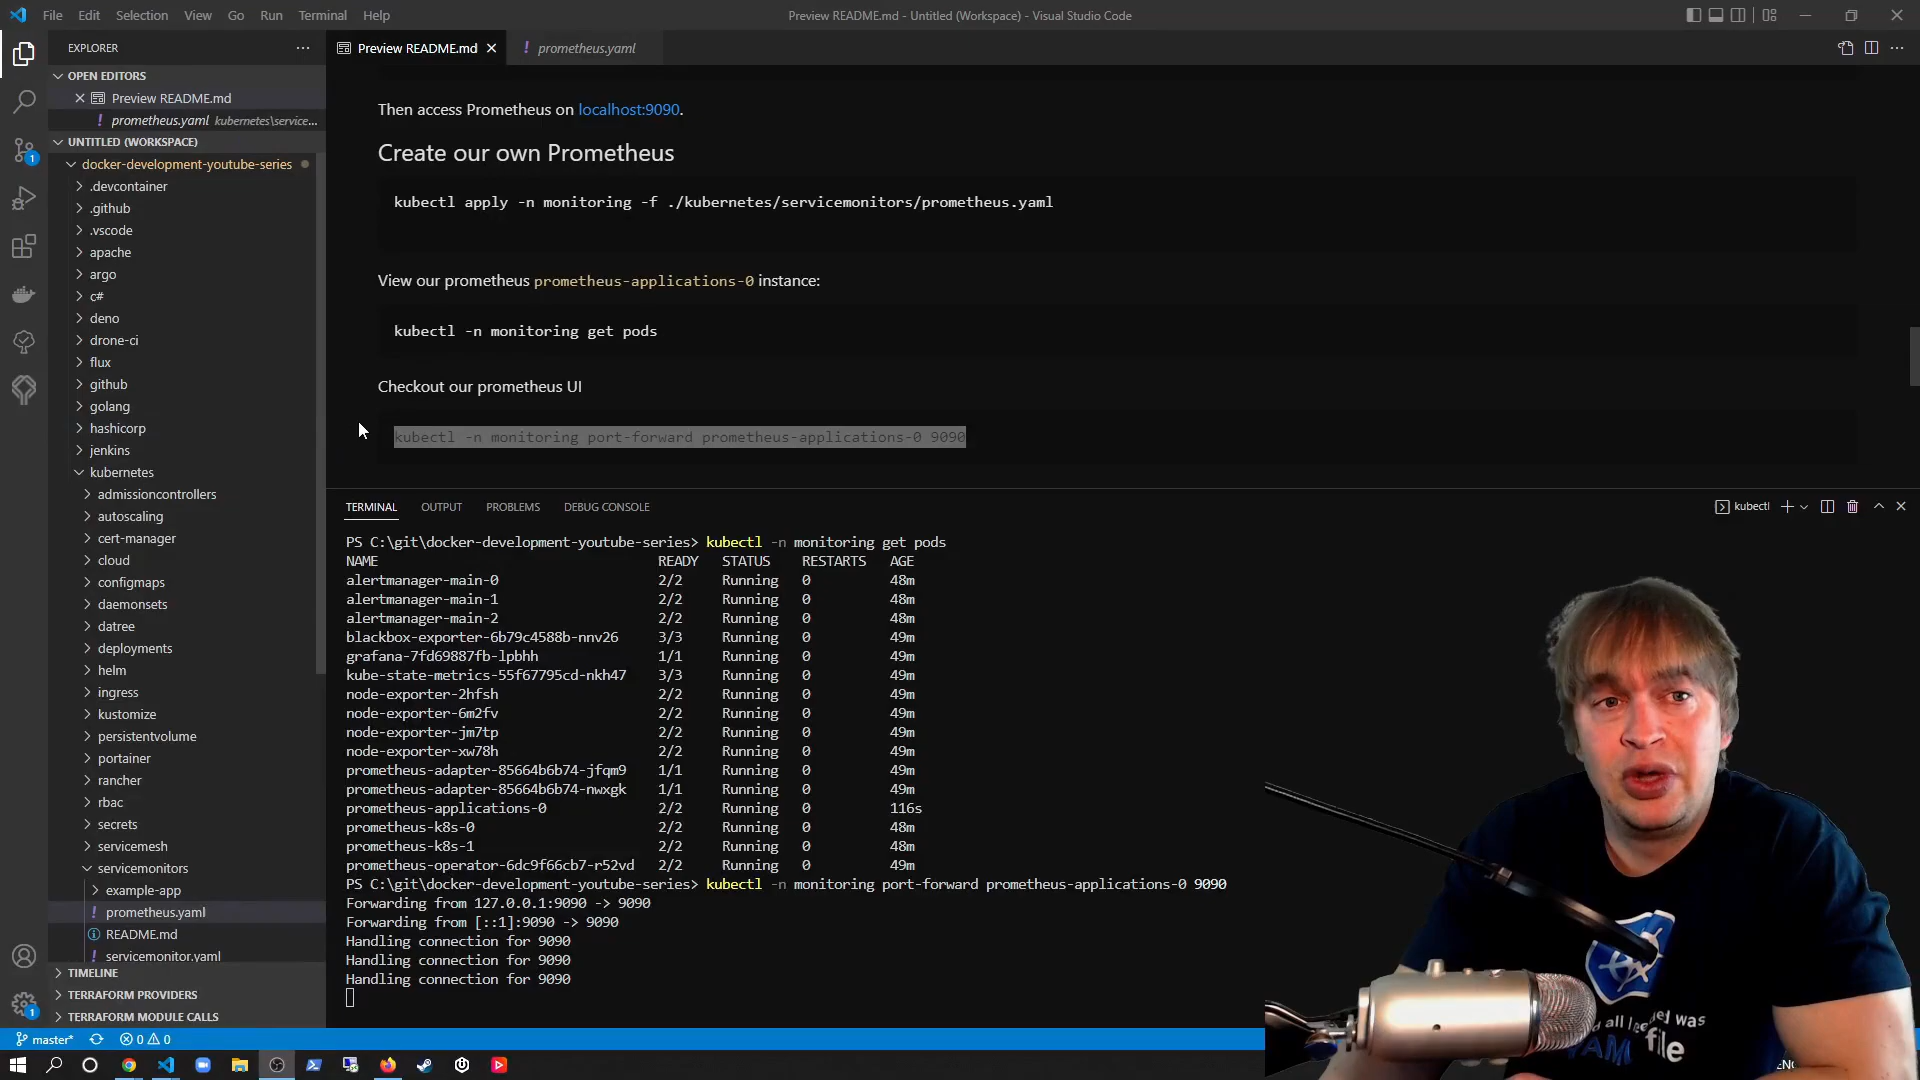 File Edit Selection View Go Run Terminal Help
Preview README.md - Untitled (Workspace) - Visual Studio Code
EXPLORER
OPEN EDITORS
Preview README.md
prometheus.yaml kubernetes\service...
UNTITLED (WORKSPACE)
docker-development-youtube-series
.devcontainer
.github
.vscode
apache
argo
c#
deno
drone-ci
flux
github
golang
hashicorp
jenkins
kubernetes
admissioncontrollers
autoscaling
cert-manager
cloud
configmaps
daemonsets
datree
deployments
helm
ingress
kustomize
persistentvolume
portainer
rancher
rbac
secrets
servicemesh
servicemonitors
example-app
prometheus.yaml
README.md
servicemonitor.yaml
TIMELINE
TERRAFORM PROVIDERS
TERRAFORM MODULE CALLS
Preview README.md
prometheus.yaml
Then access Prometheus on localhost:9090.
Create our own Prometheus
kubectl apply -n monitoring -f ./kubernetes/servicemonitors/prometheus.yaml
View our prometheus prometheus-applications-0 instance:
kubectl -n monitoring get pods
Checkout our prometheus UI
kubectl -n monitoring port-forward prometheus-applications-0 9090
TERMINAL OUTPUT PROBLEMS DEBUG CONSOLE
kubectl
PS C:\git\docker-development-youtube-series> kubectl -n monitoring get pods
NAME READY STATUS RESTARTS AGE
alertmanager-main-0 2/2 Running 0 48m
alertmanager-main-1 2/2 Running 0 48m
alertmanager-main-2 2/2 Running 0 48m
blackbox-exporter-6b79c4588b-nnv26 3/3 Running 0 49m
grafana-7fd69887fb-lpbhh 1/1 Running 0 49m
kube-state-metrics-55f67795cd-nkh47 3/3 Running 0 49m
node-exporter-2hfsh 2/2 Running 0 49m
node-exporter-6m2fv 2/2 Running 0 49m
node-exporter-jm7tp 2/2 Running 0 49m
node-exporter-xw78h 2/2 Running 0 49m
prometheus-adapter-85664b6b74-jfqm9 1/1 Running 0 49m
prometheus-adapter-85664b6b74-nwxgk 1/1 Running 0 49m
prometheus-applications-0 2/2 Running 0 116s
prometheus-k8s-0 2/2 Running 0 48m
prometheus-k8s-1 2/2 Running 0 48m
prometheus-operator-6dc9f66cb7-r52vd 2/2 Running 0 49m
PS C:\git\docker-development-youtube-series> kubectl -n monitoring port-forward prometheus-applications-0 9090
Forwarding from 127.0.0.1:9090 -> 9090
Forwarding from [::1]:9090 -> 9090
Handling connection for 9090
Handling connection for 9090
Handling connection for 9090
master* 0 0
1
1
was
file